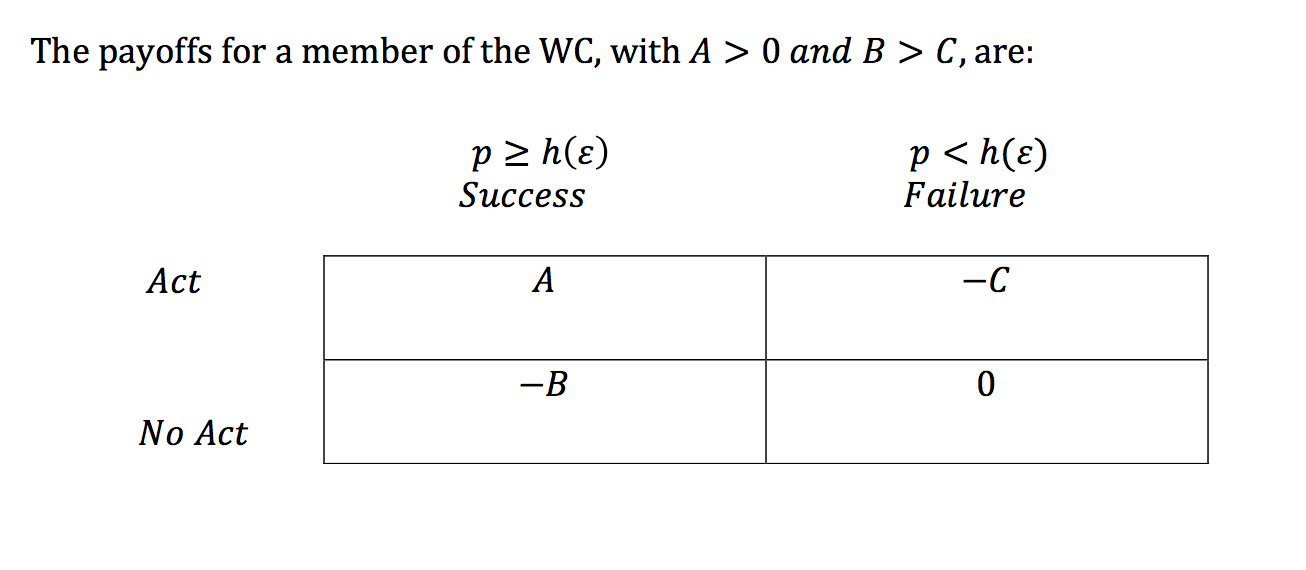 The payoffs for a member of the WC, with A > 0 and B > C, are:
p ≥ h(ε) p < h(ε)
Success Failure
Act A −C
−B 0
No Act